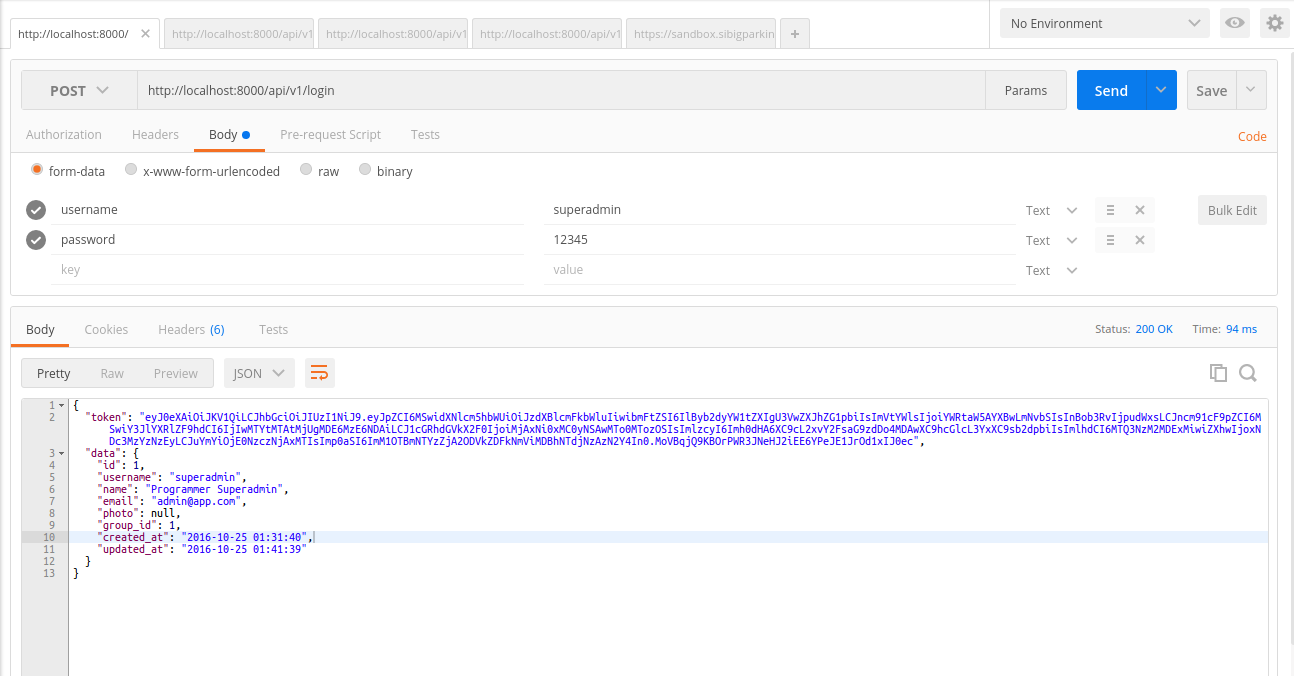 http://localhost:8000/ http://localhost:8000/api/v1 http://localhost:8000/api/v1 http://localhost:8000/api/v1 https://sandbox.sibigparkin + No Environment
POST http://localhost:8000/api/v1/login Params Send Save
Authorization Headers Body Pre-request Script Tests Code
form-data x-www-form-urlencoded raw binary
username superadmin Text Bulk Edit
password 12345 Text
key value Text
Body Cookies Headers (6) Tests Status: 200 OK Time: 94 ms
Pretty Raw Preview JSON
1 {
2 "token": "eyJ0eXAiOiJKV1QiLCJhbGciOiJIUzI1NiJ9.eyJpZCI6MSwidXNlcm5hbWUiOiJzdXBlcmFkbWluIiwibmFtZSI6IlByb2dyYW1tZXIgU3VwZXJhZG1pbiIsImVtYWlsIjoiYWRtaW5AYXBwLmNvbSIsInBob3RvIjpudWxsLCJncm91cF9pZCI6M
SwiY3JlYXRlZF9hdCI6IjIwMTYtMTAtMjUgMDE6MzE6NDAiLCJ1cGRhdGVkX2F0IjoiMjAxNi0xMC0yNSAwMTo0MTozOSIsImlzcyI6Imh0dHA6XC9cL2xvY2FsaG9zdDo4MDAwXC9hcGlcL3YxXC9sb2dpbiIsImlhdCI6MTQ3NzM2MDExMiwiZXhwIjoxN
Dc3MzYzNzEyLCJuYmYiOjE0NzczNjAxMTIsImp0aSI6ImM1OTBmNTYzZjA2ODVkZDFkNmViMDBhNTdjNzAzN2Y4In0.MoVBqjQ9KBOrPWR3JNeHJ2iEE6YPeJE1JrOd1xIJ0ec",
3 "data": {
4 "id": 1,
5 "username": "superadmin",
6 "name": "Programmer Superadmin",
7 "email": "admin@app.com",
8 "photo": null,
9 "group_id": 1,
10 "created_at": "2016-10-25 01:31:40",
11 "updated_at": "2016-10-25 01:41:39"
12 }
13 }